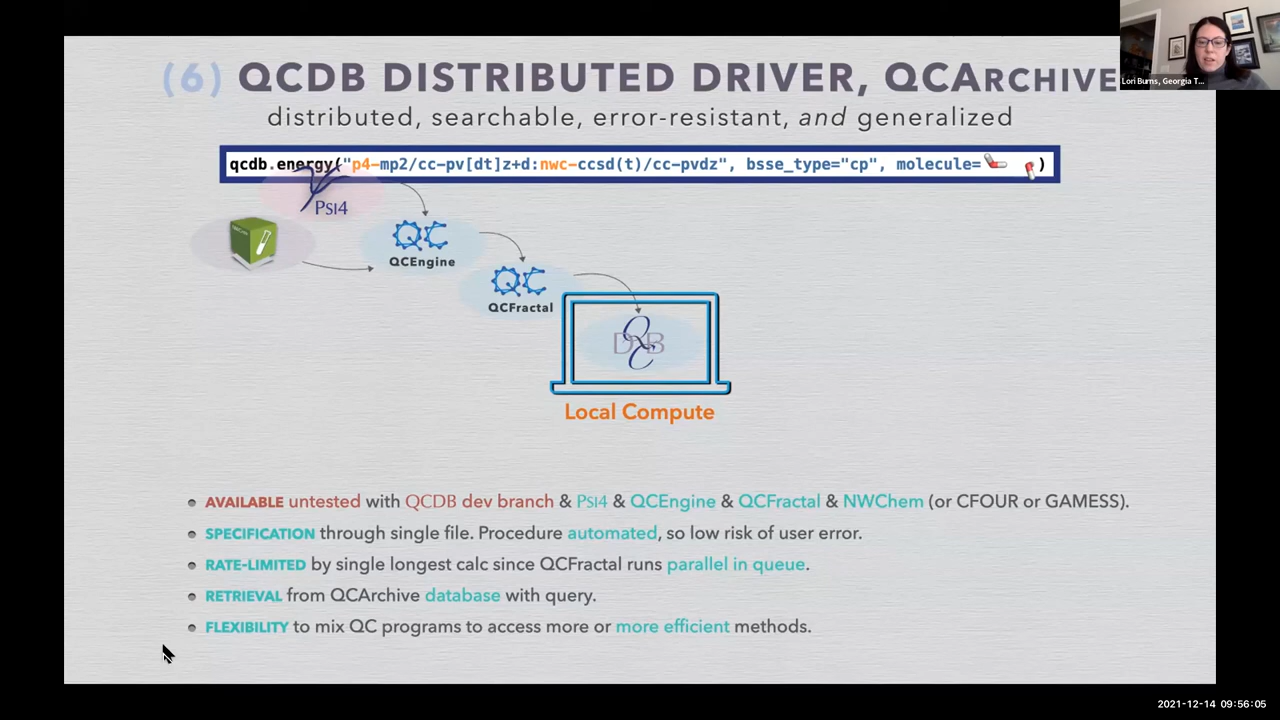 (6) QCDB DISTRIBUTED DRIVER, QCARCHIVE
Lori Burns, Georgia T...
distributed, searchable, error-resistant, and generalized
qcdb.energy("p4-mp2/cc-pv[dt]z+d:nwc-ccsd(t)/cc-pvdz", bsse_type="cp", molecule= )
PSI4
QC
QCEngine
QC
QCFractal
QCDB
Local Compute
• AVAILABLE untested with QCDB dev branch & PSI4 & QCEngine & QCFractal & NWChem (or CFOUR or GAMESS).
• SPECIFICATION through single file. Procedure automated, so low risk of user error.
• RATE-LIMITED by single longest calc since QCFractal runs parallel in queue.
• RETRIEVAL from QCArchive database with query.
• FLEXIBILITY to mix QC programs to access more or more efficient methods.
2021-12-14 09:56:05